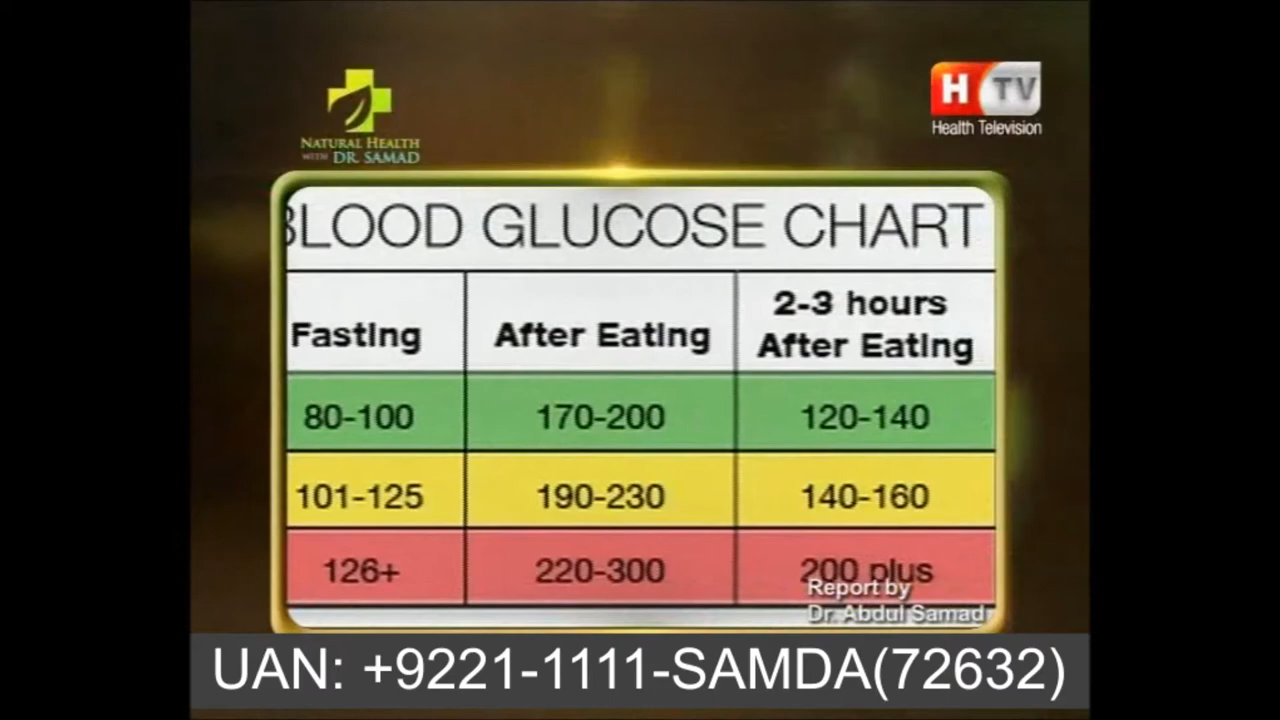 NATURAL HEALTH
WITH DR. SAMAD
H TV
Health Television
BLOOD GLUCOSE CHART
Fasting After Eating 2-3 hours After Eating
80-100 170-200 120-140
101-125 190-230 140-160
126+ 220-300 200 plus
Report by
Dr. Abdul Samad
UAN: +9221-1111-SAMDA(72632)